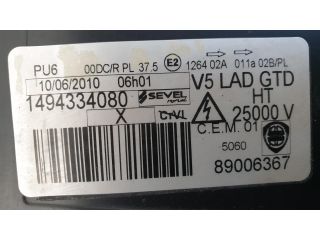 PU6 00DC/R PL 37.5 E2 1264 02A 011a 02B/PL
10/06/2010 06h01 V5 LAD GTD
1494334080 SEVEL HT
X 25000 V
C.E.M. 01
5060
89006367